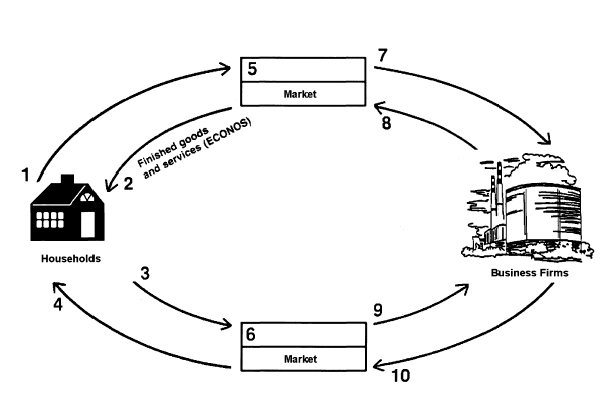 7
5
Market
8
Finished goods
and services (ECONOS)
1
2
Households
Business Firms
3
4
9
6
Market
10